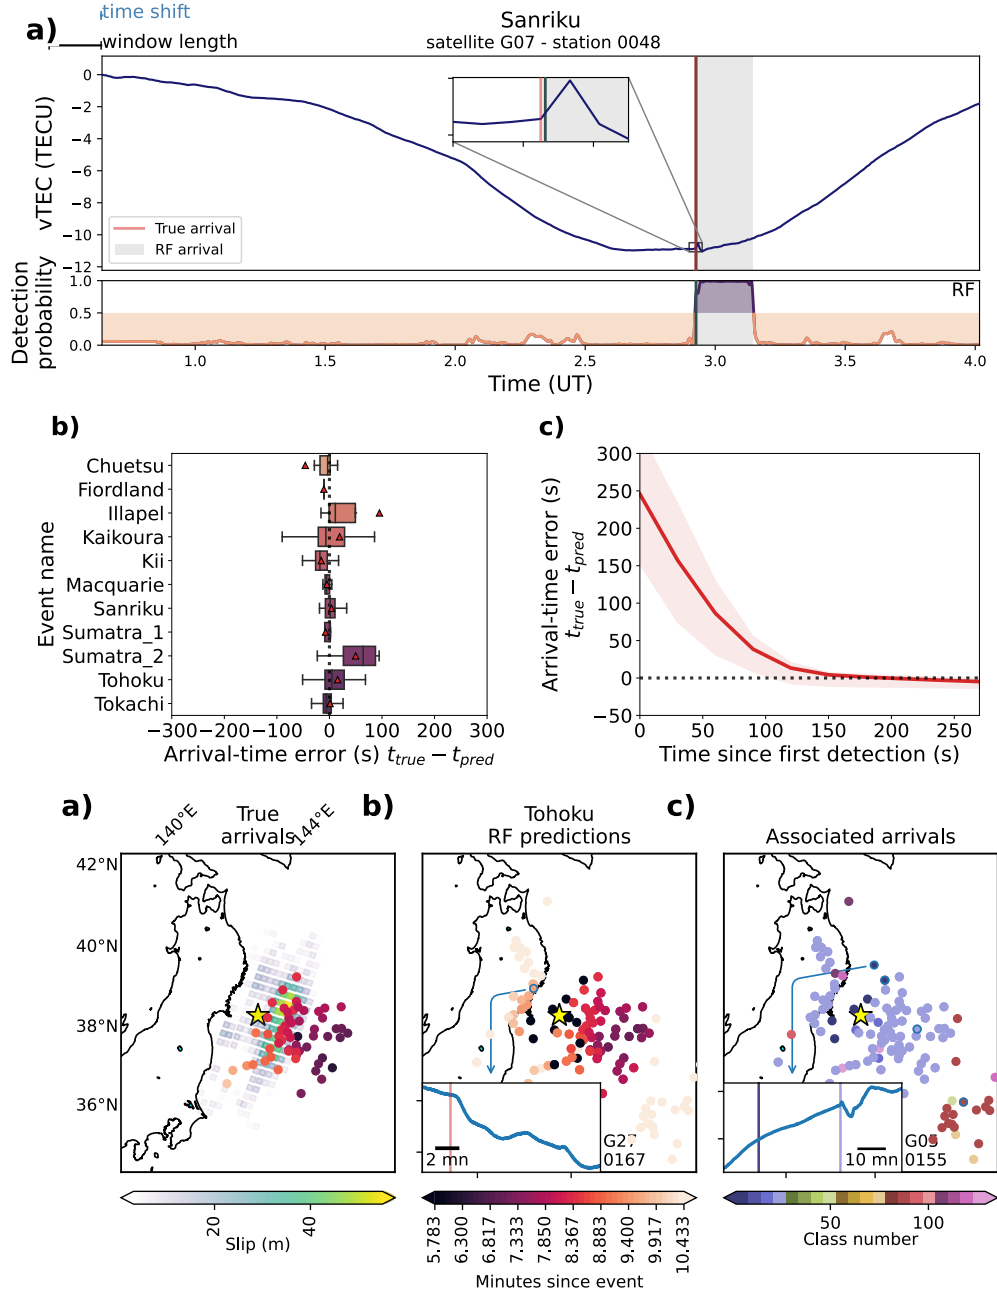 time shift
a)
Sanriku
window length
satellite G07 - station 0048
0
−2
−4
−6
−8
−10
−12
vTEC (TECU)
True arrival
RF arrival
Detection
probability
1.0
0.5
0.0
RF
1.0
1.5
2.0
2.5
3.0
3.5
4.0
Time (UT)
b)
Event name
Chuetsu
Fiordland
Illapel
Kaikoura
Kii
Macquarie
Sanriku
Sumatra_1
Sumatra_2
Tohoku
Tokachi
−300
−200
−100
0
100
200
300
Arrival-time error (s) t_true − t_pred
c)
Arrival-time error (s)
t_true − t_pred
300
250
200
150
100
50
0
−50
0
50
100
150
200
250
Time since first detection (s)
a)
True
arrivals
140°E
144°E
42°N
40°N
38°N
36°N
20
40
Slip (m)
b)
Tohoku
RF predictions
G27
0167
2 mn
5.783
6.300
6.817
7.333
7.850
8.367
8.883
9.400
9.917
10.433
Minutes since event
c)
Associated arrivals
G05
0155
10 mn
50
100
Class number